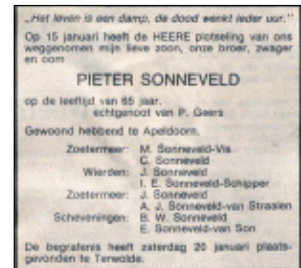 „Het leven is een damp, de dood wenkt ieder uur."
Op 15 januari heeft de HEERE plotseling van ons
weggenomen mijn lieve zoon, onze broer, zwager
en oom
PIETER SONNEVELD
op de leeftijd van 65 jaar.
echtgenoot van P. Geers
Gewoond hebbend te Apeldoorn.
Zoetermeer: M. Sonneveld-Vis
C. Sonneveld
Wierden: J. Sonneveld
I. E. Sonneveld-Schipper
Zoetermeer: J. Sonneveld
A. J. Sonneveld-van Straalen
Scheveningen: B. W. Sonneveld
E. Sonneveld-van Son
De begrafenis heeft zaterdag 20 januari plaats-
gevonden te Terwolde.